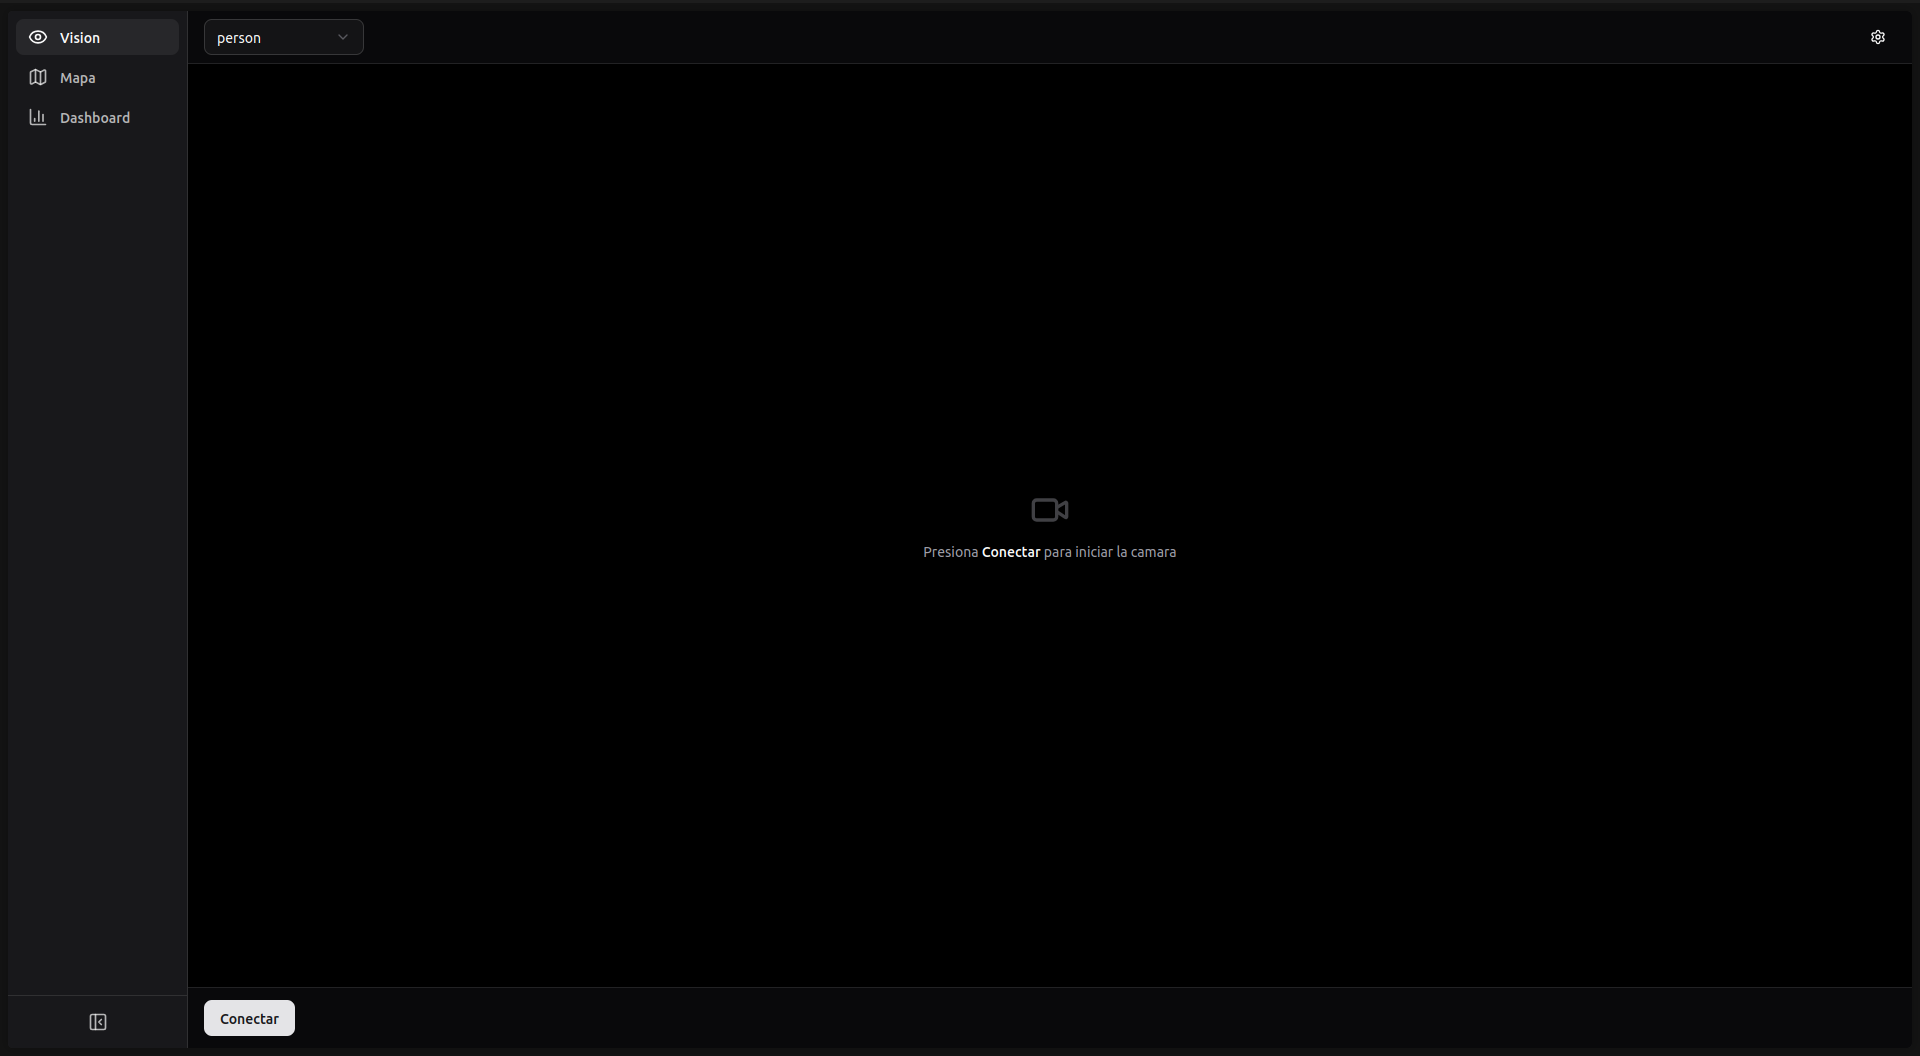 Vision
Mapa
Dashboard
person
Presiona Conectar para iniciar la camara
Conectar